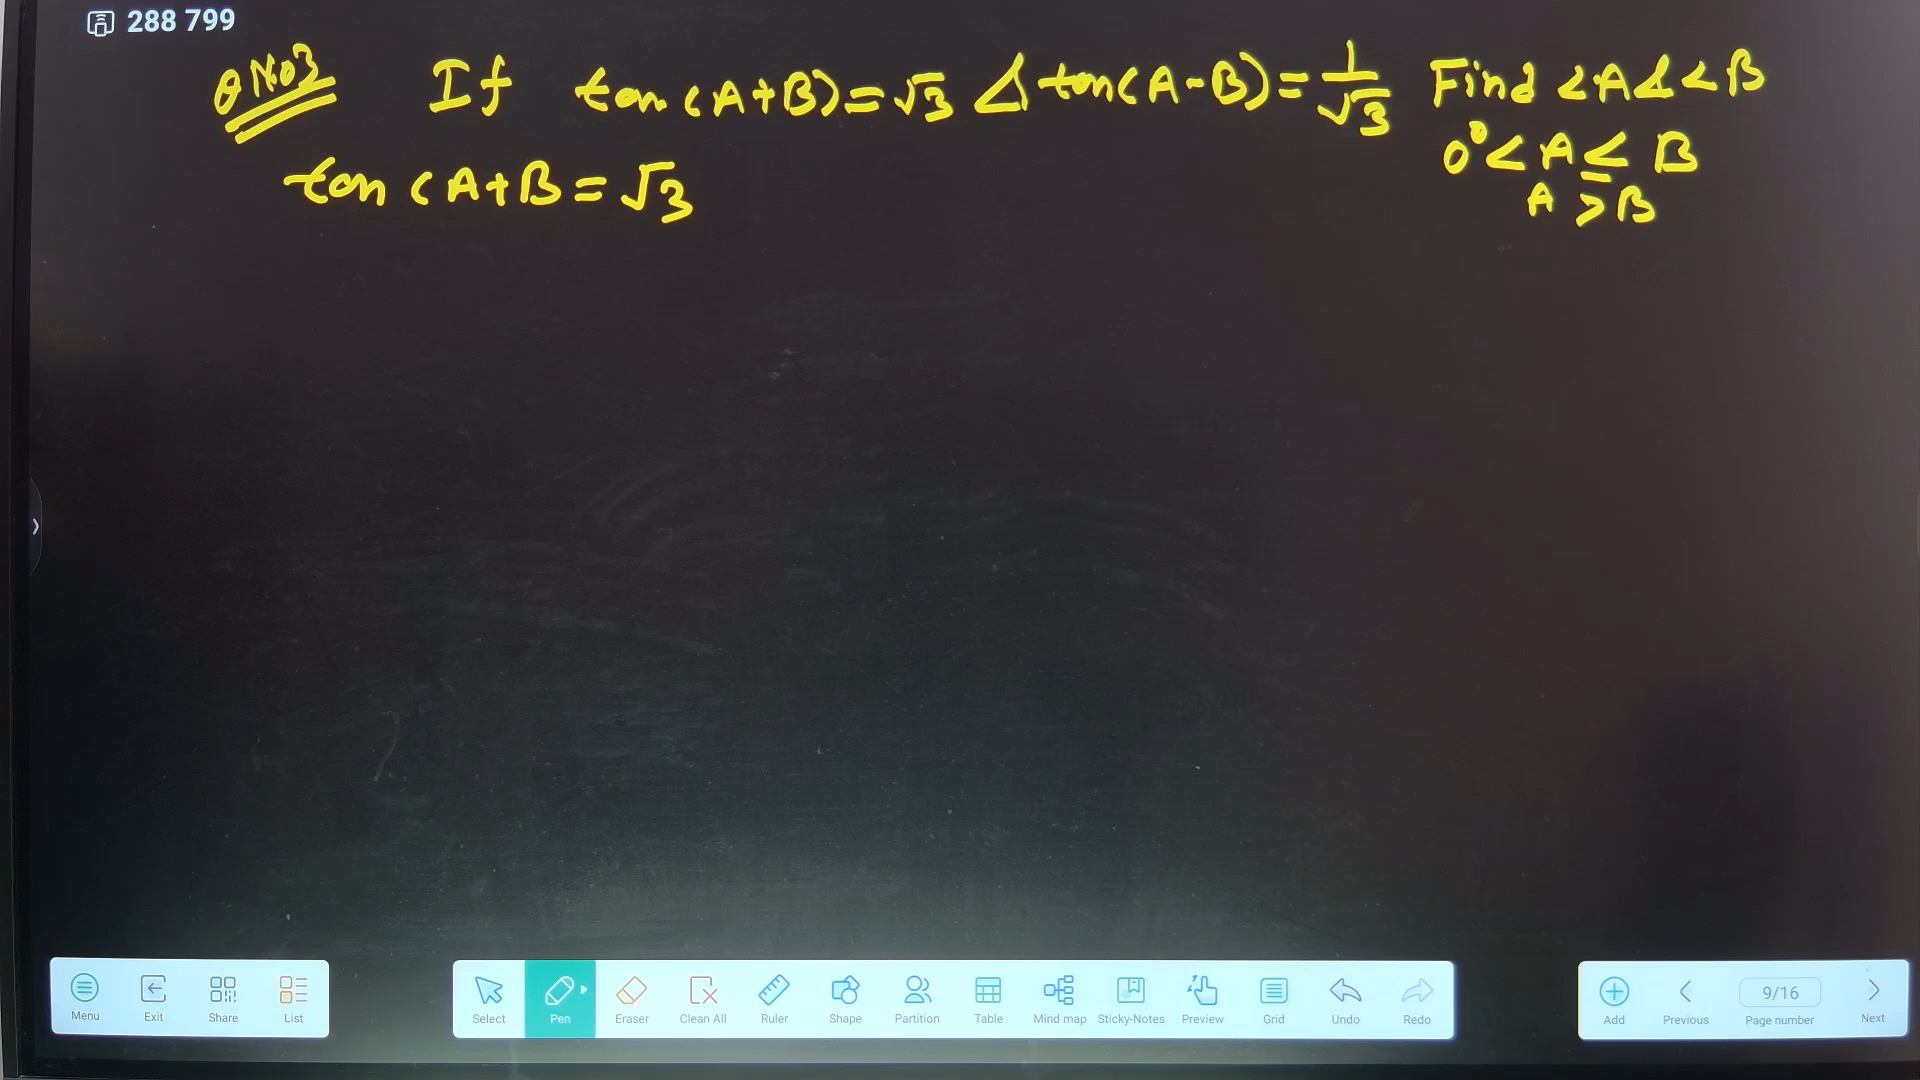 288 799
Q No 3 If tan(A+B)=√3 & tan(A-B)=1/√3 Find <A & <B
0°<A≤B
tan(A+B=√3
A>B
Menu Exit Share List Select Pen Eraser Clean All Ruler Shape Partition Table Mind map Sticky-Notes Preview Grid Undo Redo Add Previous 9/16 Page number Next